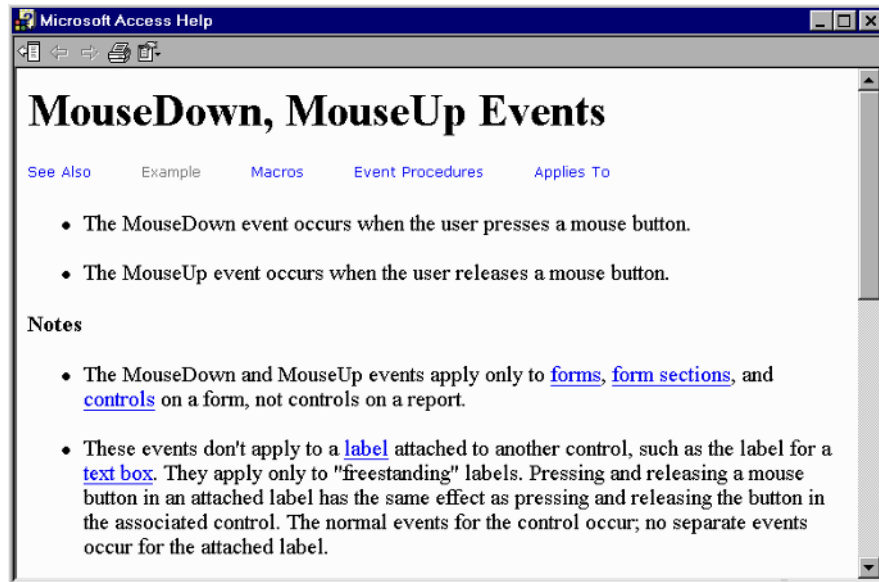 Microsoft Access Help
MouseDown, MouseUp Events
See Also Example Macros Event Procedures Applies To
• The MouseDown event occurs when the user presses a mouse button.
• The MouseUp event occurs when the user releases a mouse button.
Notes
• The MouseDown and MouseUp events apply only to forms, form sections, and
controls on a form, not controls on a report.
• These events don't apply to a label attached to another control, such as the label for a
text box. They apply only to "freestanding" labels. Pressing and releasing a mouse
button in an attached label has the same effect as pressing and releasing the button in
the associated control. The normal events for the control occur; no separate events
occur for the attached label.